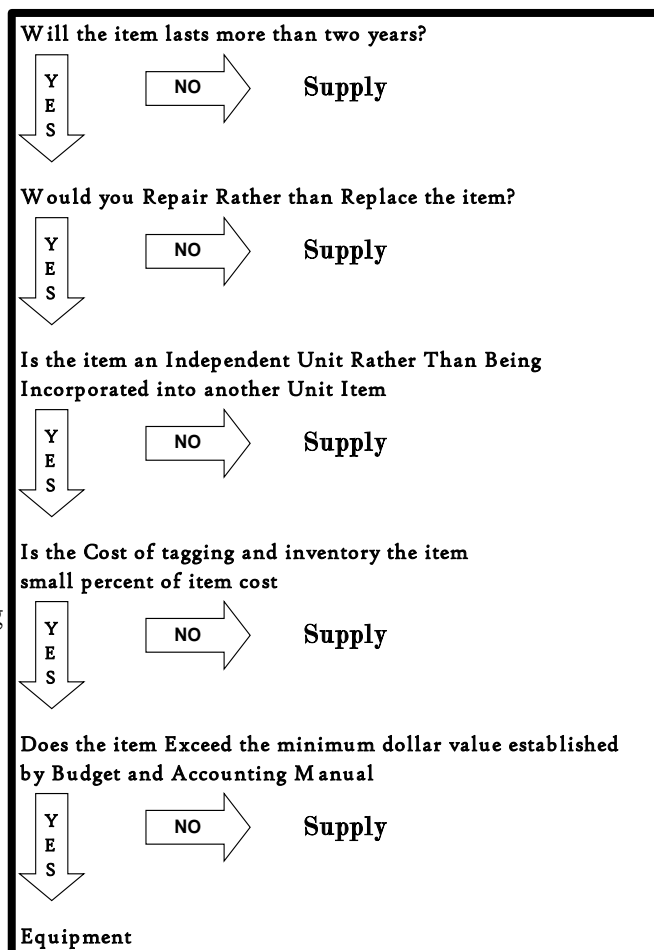 Will the item lasts more than two years?
Y
E
S
NO
Supply
Would you Repair Rather than Replace the item?
Y
E
S
NO
Supply
Is the item an Independent Unit Rather Than Being
Incorporated into another Unit Item
Y
E
S
NO
Supply
Is the Cost of tagging and inventory the item
small percent of item cost
Y
E
S
NO
Supply
Does the item Exceed the minimum dollar value established
by Budget and Accounting Manual
Y
E
S
NO
Supply
Equipment